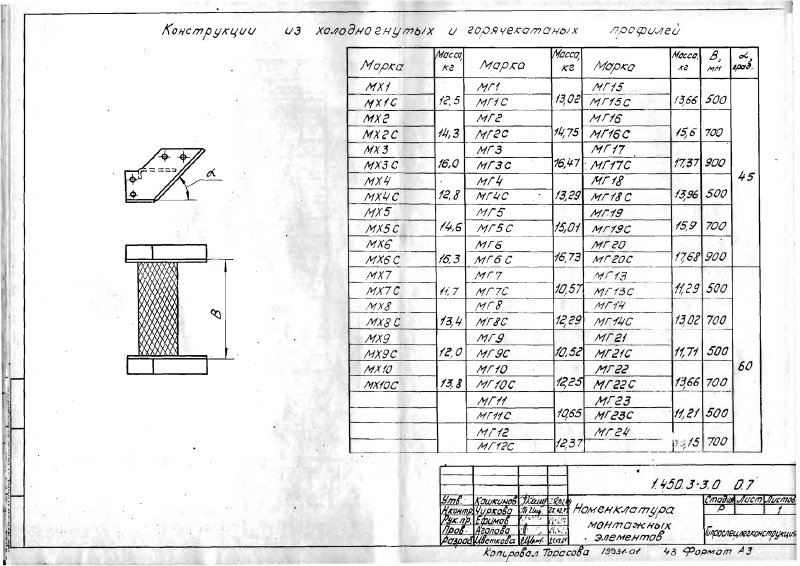 Конструкции из холодногнутых и горячекатаных профилей
Марка Масса, кг Марка Масса, кг Марка Масса, кг В, мм α, град.
МХ1 МГ1 МГ15
МХ1С 12,5 МГ1С 13,02 МГ15С 13,66 500
МХ2 МГ2 МГ16
МХ2С 14,3 МГ2С 14,75 МГ16С 15,6 700
МХ3 МГ3 МГ17
МХ3С 16,0 МГ3С 16,47 МГ17С 17,37 900
45
МХ4 МГ4 МГ18
МХ4С 12,8 МГ4С 13,29 МГ18С 13,96 500
МХ5 МГ5 МГ19
МХ5С 14,6 МГ5С 15,01 МГ19С 15,9 700
МХ6 МГ6 МГ20
МХ6С 16,3 МГ6С 16,73 МГ20С 17,68 900
МХ7 МГ7 МГ13
МХ7С 11,7 МГ7С 10,57 МГ13С 11,29 500
МХ8 МГ8 МГ14
МХ8С 13,4 МГ8С 12,29 МГ14С 13,02 700
МХ9 МГ9 МГ21
МХ9С 12,0 МГ9С 10,52 МГ21С 11,71 500
60
МХ10 МГ10 МГ22
МХ10С 13,8 МГ10С 12,25 МГ22С 13,66 700
МГ11 МГ23
МГ11С 10,65 МГ23С 11,21 500
МГ12 МГ24
МГ12С 12,37 700
α
В
1.450.3-3.0 0.7
Утв. Кошкинов
Н.контр. Чиркова
Рук.пр. Ефимов
Пров. Агапова
Разраб. Цветкова
Номенклатура монтажных элементов
Стадия Лист Листов
Р 1
Гипроспецлегконструкция
Копировал Тарасова 19931-01 43 Формат А3